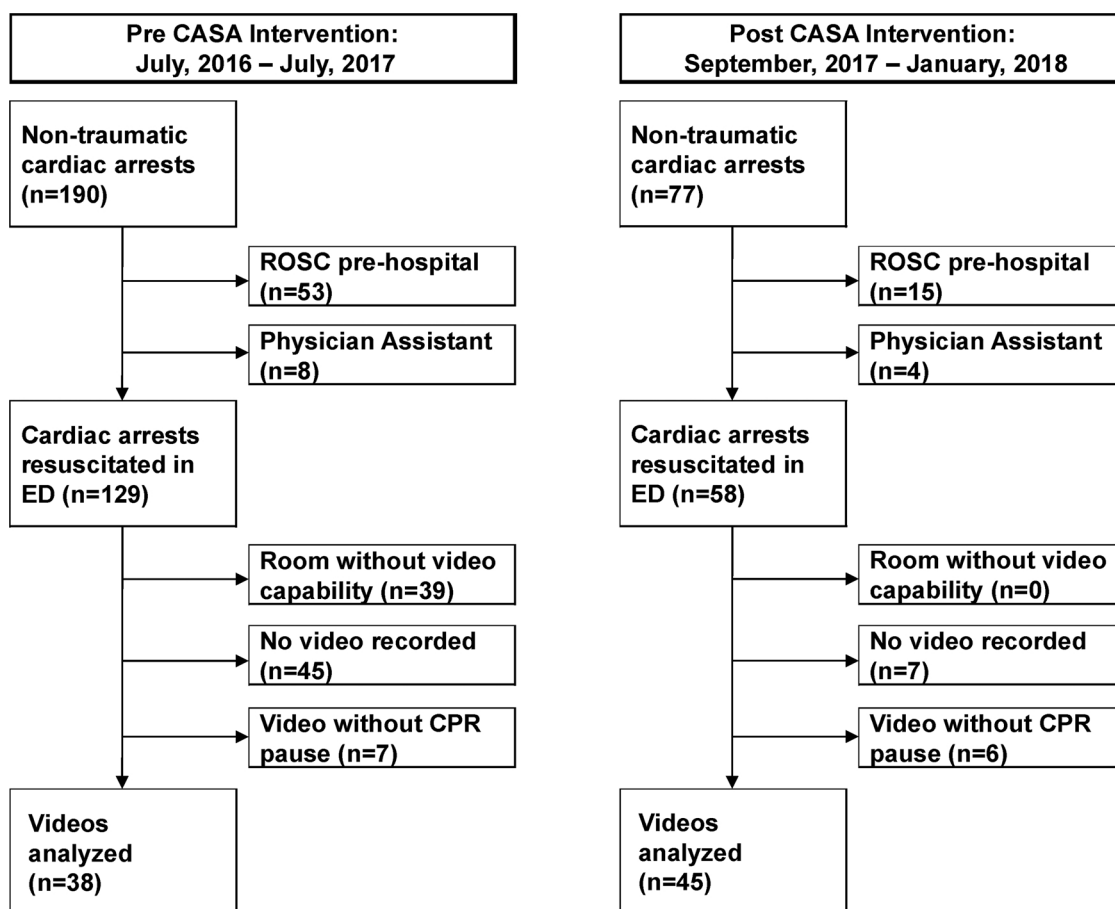 Pre CASA Intervention:
July, 2016 – July, 2017
Non-traumatic
cardiac arrests
(n=190)
ROSC pre-hospital
(n=53)
Physician Assistant
(n=8)
Cardiac arrests
resuscitated in
ED (n=129)
Room without video
capability (n=39)
No video recorded
(n=45)
Video without CPR
pause (n=7)
Videos
analyzed
(n=38)
Post CASA Intervention:
September, 2017 – January, 2018
Non-traumatic
cardiac arrests
(n=77)
ROSC pre-hospital
(n=15)
Physician Assistant
(n=4)
Cardiac arrests
resuscitated in
ED (n=58)
Room without video
capability (n=0)
No video recorded
(n=7)
Video without CPR
pause (n=6)
Videos
analyzed
(n=45)